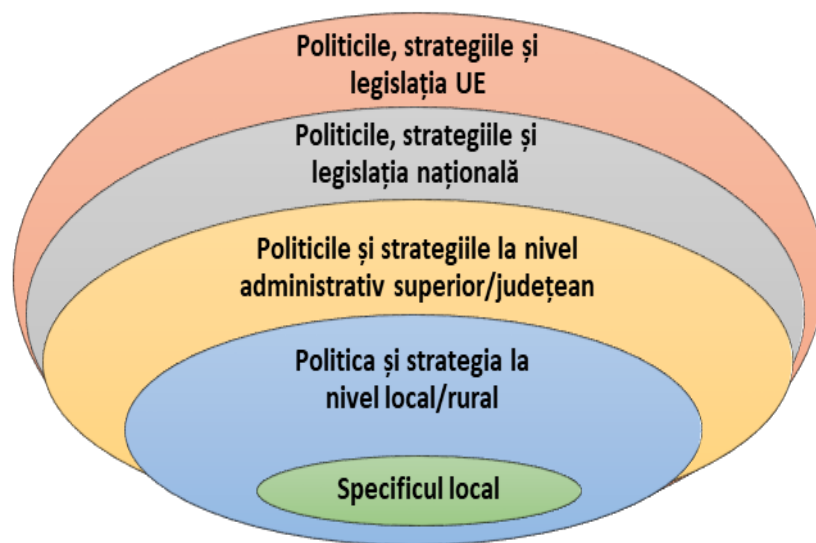 Politicile, strategiile și
legislația UE
Politicile, strategiile și
legislația națională
Politicile și strategiile la nivel
administrativ superior/județean
Politica și strategia la
nivel local/rural
Specificul local